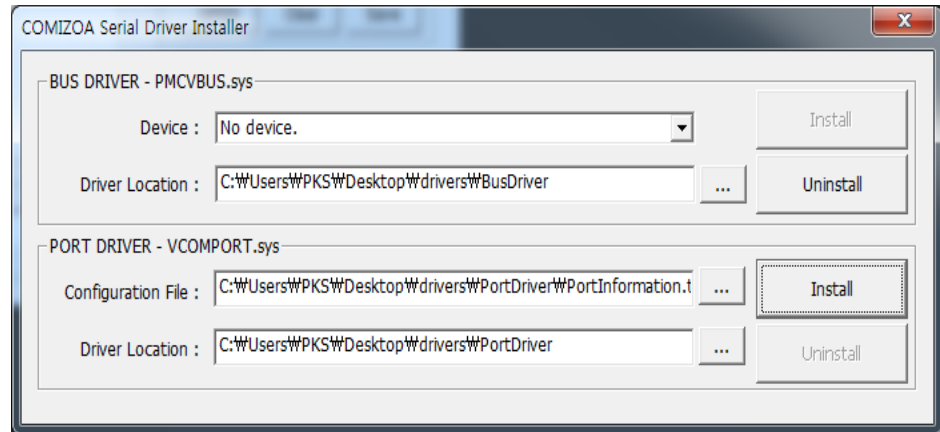 COMIZOA Serial Driver Installer
BUS DRIVER - PMCVBUS.sys
Device : No device. Install
Driver Location : C:₩Users₩PKS₩Desktop₩drivers₩BusDriver ... Uninstall
PORT DRIVER - VCOMPORT.sys
Configuration File : C:₩Users₩PKS₩Desktop₩drivers₩PortDriver₩PortInformation.t ... Install
Driver Location : C:₩Users₩PKS₩Desktop₩drivers₩PortDriver ... Uninstall